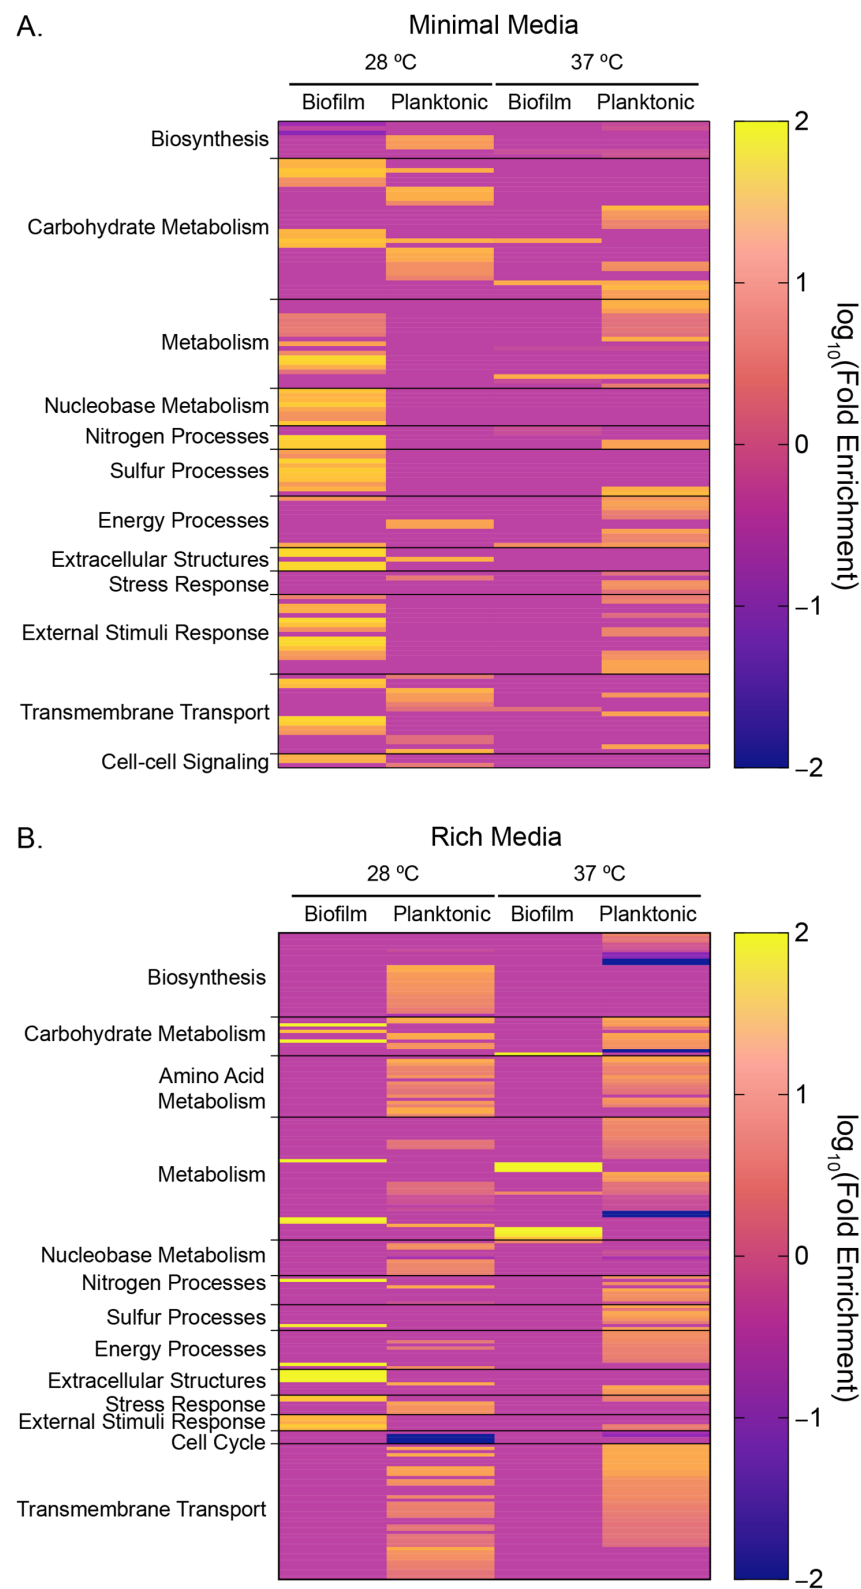 A.
Minimal Media
28 ºC 37 ºC
Biofilm Planktonic Biofilm Planktonic
Biosynthesis
Carbohydrate Metabolism
Metabolism
Nucleobase Metabolism
Nitrogen Processes
Sulfur Processes
Energy Processes
Extracellular Structures
Stress Response
External Stimuli Response
Transmembrane Transport
Cell-cell Signaling
2
1
0
–1
–2
log10(Fold Enrichment)
B.
Rich Media
28 ºC 37 ºC
Biofilm Planktonic Biofilm Planktonic
Biosynthesis
Carbohydrate Metabolism
Amino Acid
Metabolism
Metabolism
Nucleobase Metabolism
Nitrogen Processes
Sulfur Processes
Energy Processes
Extracellular Structures
Stress Response
External Stimuli Response
Cell Cycle
Transmembrane Transport
2
1
0
–1
–2
log10(Fold Enrichment)